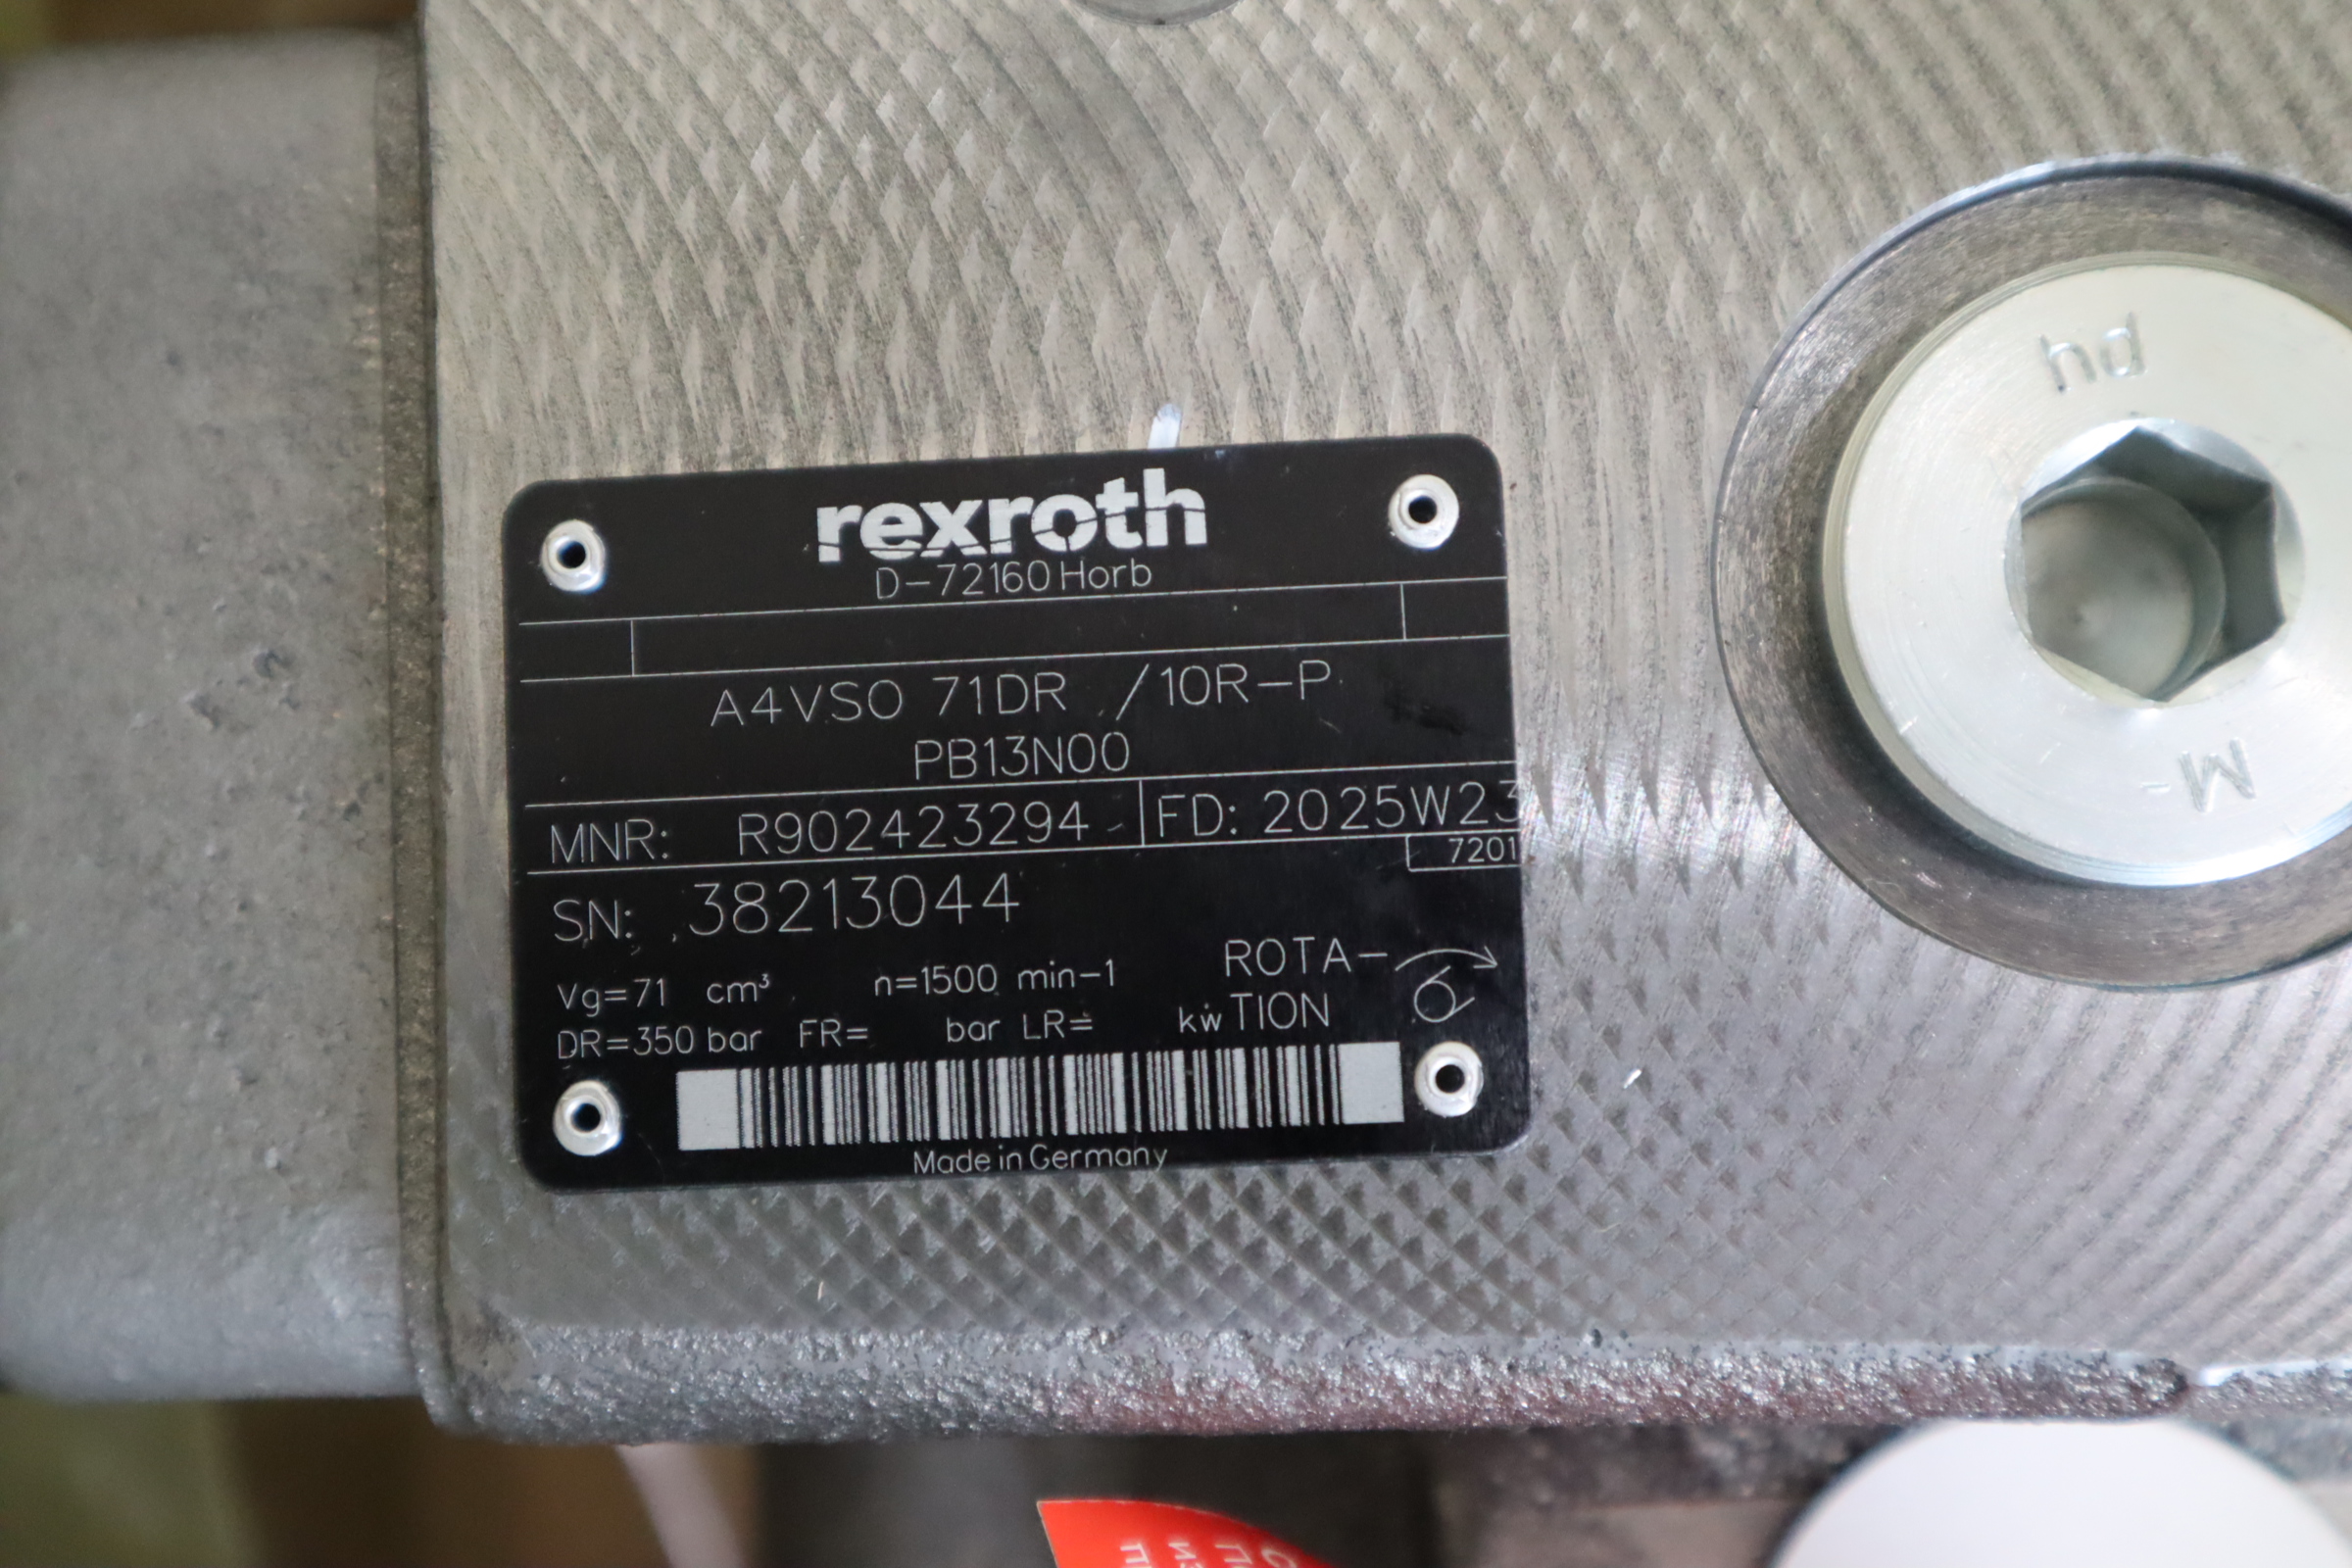 rexroth
D-72160 Horb
A4VSO 71DR /10R-P
PB13N00
MNR: R902423294 FD: 2025W23
7201
SN: 38213044
Vg=71 cm³ n=1500 min-1 ROTA-
DR=350 bar FR= bar LR= kw TION
Made in Germany
hd
M-